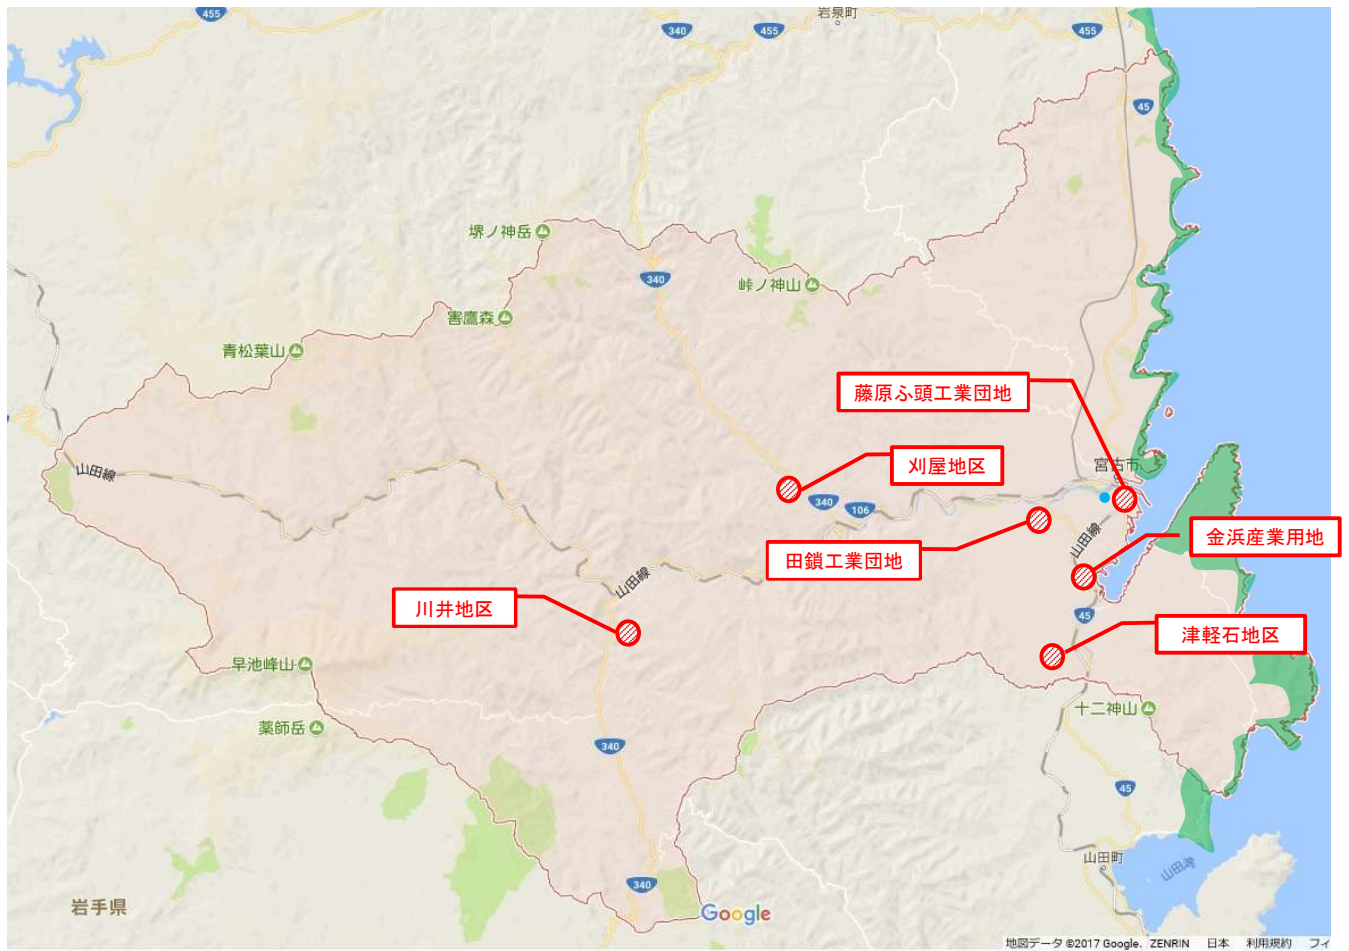 455
岩泉町
340
455
455
45
堺ノ神岳
340
峠ノ神山
害鷹森
青松葉山
藤原ふ頭工業団地
刈屋地区
宮古市
山田線
340
106
山田線
金浜産業用地
田鎖工業団地
山田線
川井地区
45
津軽石地区
早池峰山
十二神山
薬師岳
340
45
山田町
山田湾
340
岩手県
Google
地図データ ©2017 Google、ZENRIN 日本 利用規約 フィ